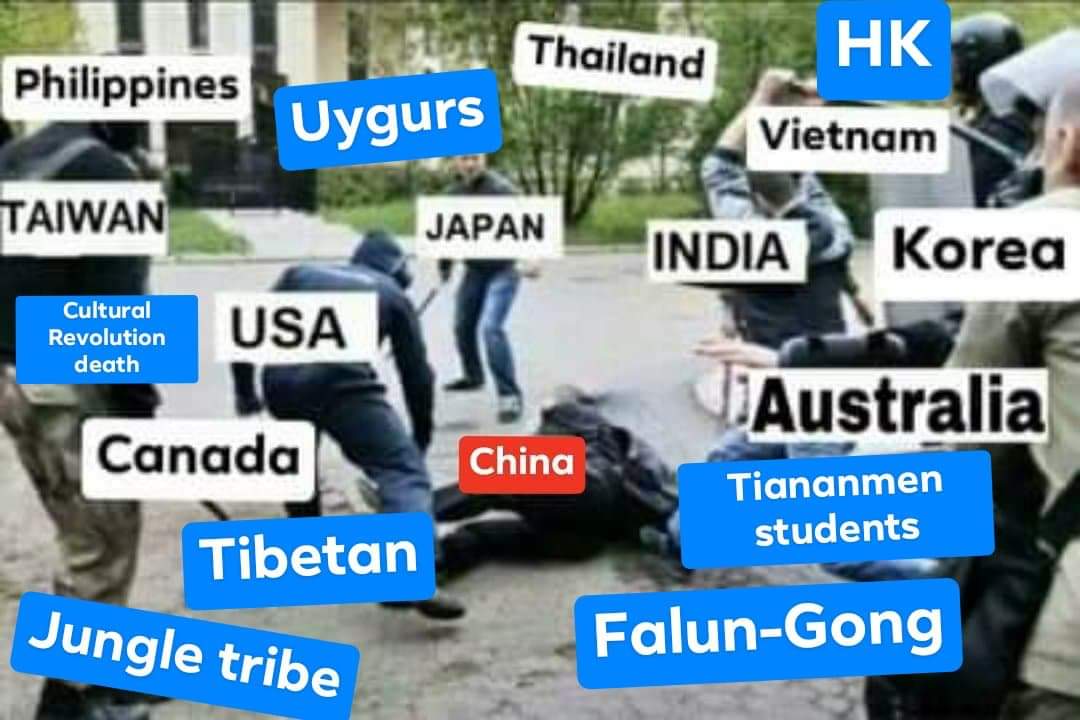 HK
Thailand
Philippines
Uygurs
Vietnam
TAIWAN
JAPAN
INDIA
Korea
Cultural
Revolution
death
USA
Australia
Canada
China
Tiananmen
students
Tibetan
Falun-Gong
Jungle tribe